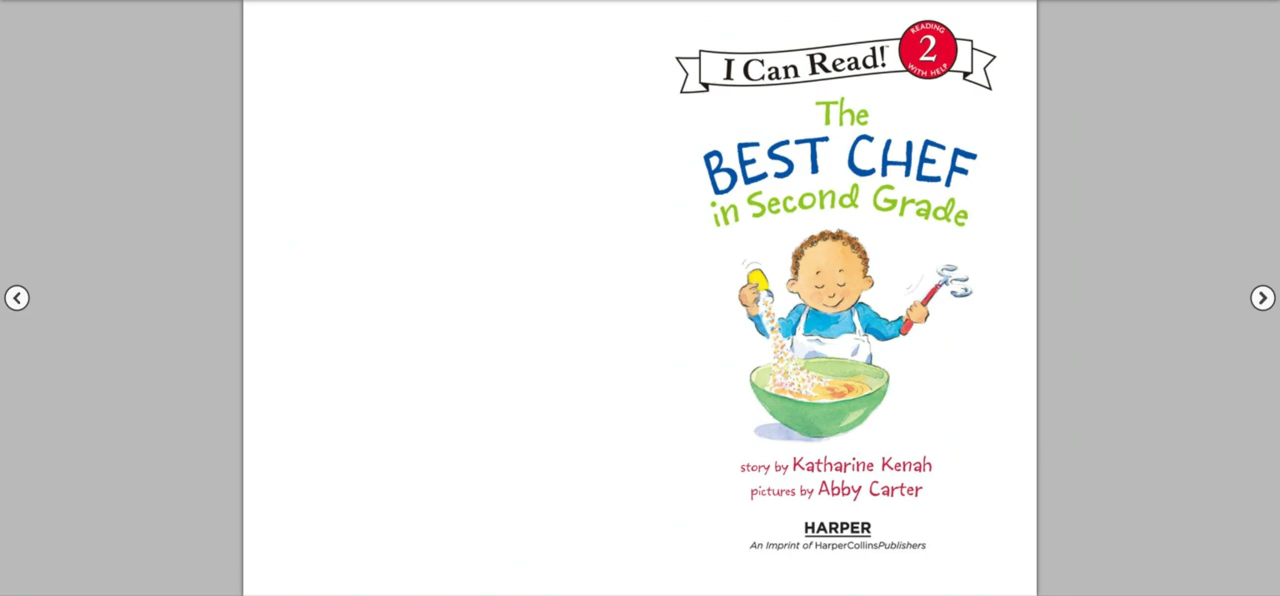 I Can Read!™
READING
2
WITH HELP
The
BEST CHEF
in Second Grade
story by Katharine Kenah
pictures by Abby Carter
HARPER
An Imprint of HarperCollinsPublishers